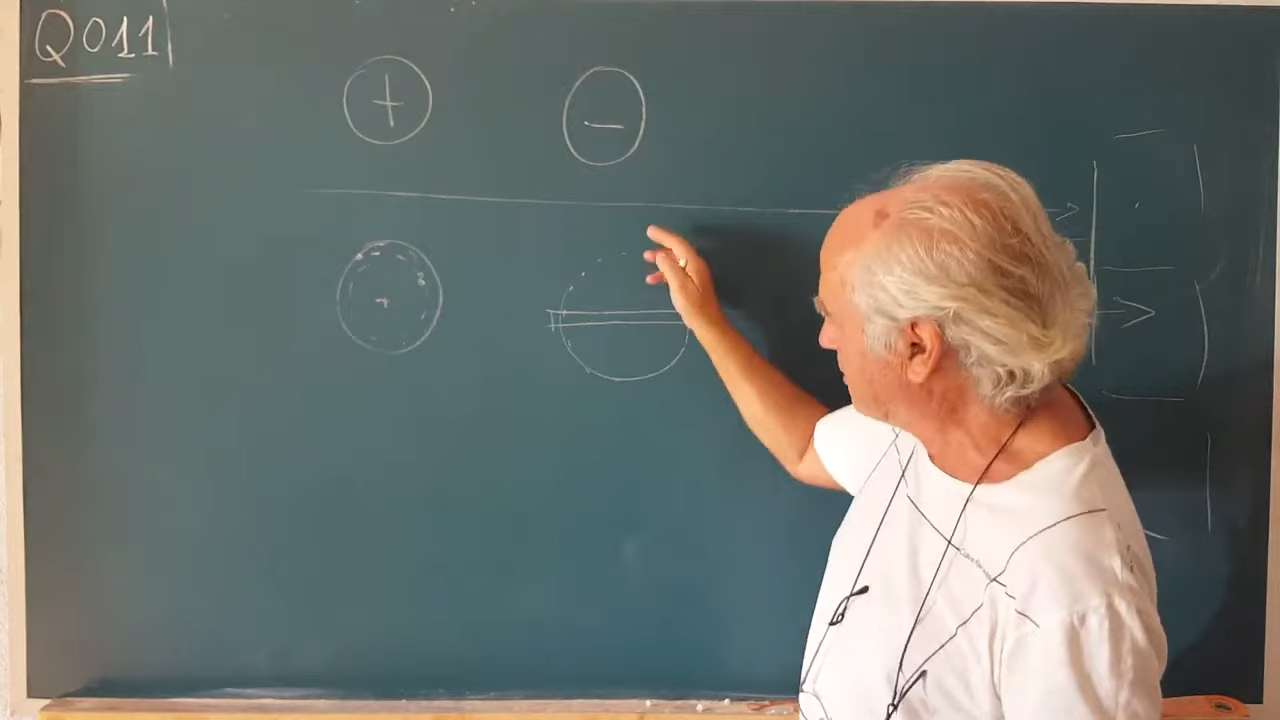 Q011
+
−
+